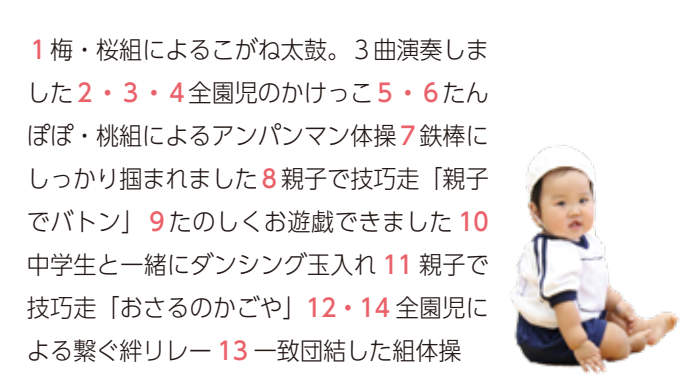 1梅・桜組によるこがね太鼓。3曲演奏しま
した2・3・4全園児のかけっこ5・6たん
ぽぽ・桃組によるアンパンマン体操7鉄棒に
しっかり掴まれました8親子で技巧走「親子
でバトン」9たのしくお遊戯できました10
中学生と一緒にダンシング玉入れ11 親子で
技巧走「おさるのかごや」12・14 全園児に
よる繋ぐ絆リレー 13 一致団結した組体操